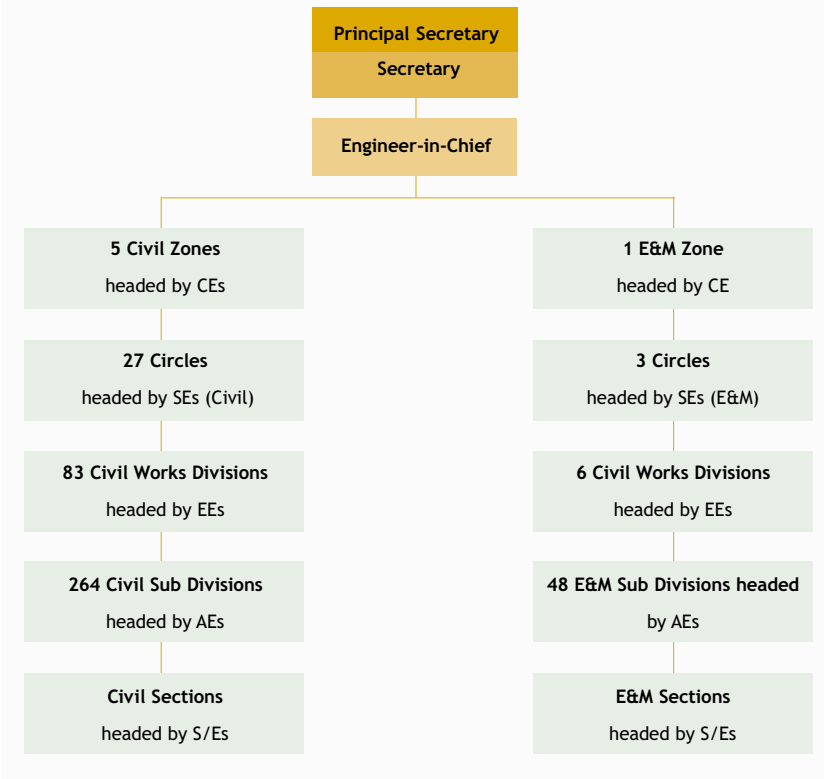 Principal Secretary
Secretary
Engineer-in-Chief
5 Civil Zones
headed by CEs
1 E&M Zone
headed by CE
27 Circles
headed by SEs (Civil)
3 Circles
headed by SEs (E&M)
83 Civil Works Divisions
headed by EEs
6 Civil Works Divisions
headed by EEs
264 Civil Sub Divisions
headed by AEs
48 E&M Sub Divisions headed
by AEs
Civil Sections
headed by S/Es
E&M Sections
headed by S/Es